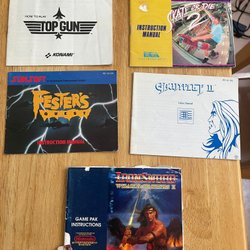 HOW TO PLAY
TOP GUN
KONAMI
INSTRUCTION
MANUAL
SKATE OR DIE
2
SUNSOFT
FESTER'S
QUEST
INSTRUCTION MANUAL
GAUNTLET II
IRONSWORD
WIZARDS & WARRIORS II
GAME PAK
INSTRUCTIONS